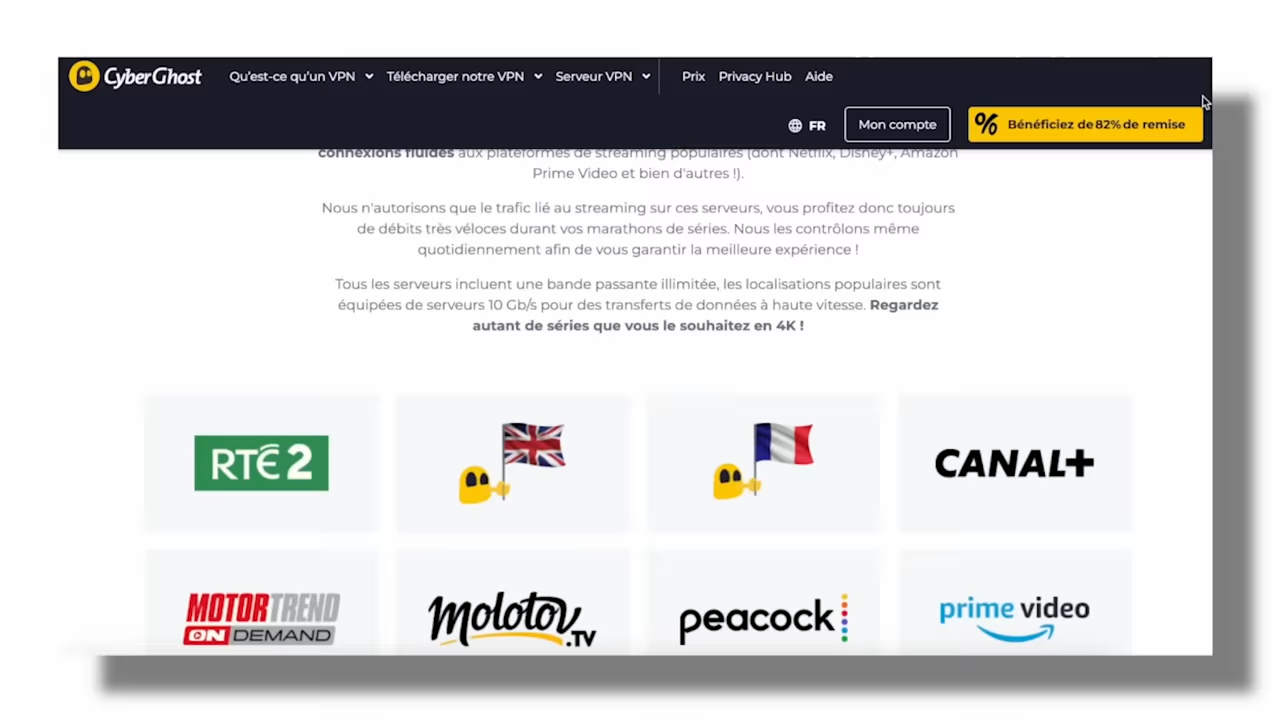 CyberGhost
Qu'est-ce qu'un VPN Télécharger notre VPN Serveur VPN Prix Privacy Hub Aide
FR Mon compte % Bénéficiez de 82% de remise
connexions fluides aux plateformes de streaming populaires (dont Netflix, Disney+, Amazon
Prime Video et bien d'autres !).
Nous n'autorisons que le trafic lié au streaming sur ces serveurs, vous profitez donc toujours
de débits très véloces durant vos marathons de séries. Nous les contrôlons même
quotidiennement afin de vous garantir la meilleure expérience !
Tous les serveurs incluent une bande passante illimitée, les localisations populaires sont
équipées de serveurs 10 Gb/s pour des transferts de données à haute vitesse. Regardez
autant de séries que vous le souhaitez en 4K !
RTÉ 2
CANAL+
MOTORTREND
ON DEMAND
molotov.TV
peacock
prime video